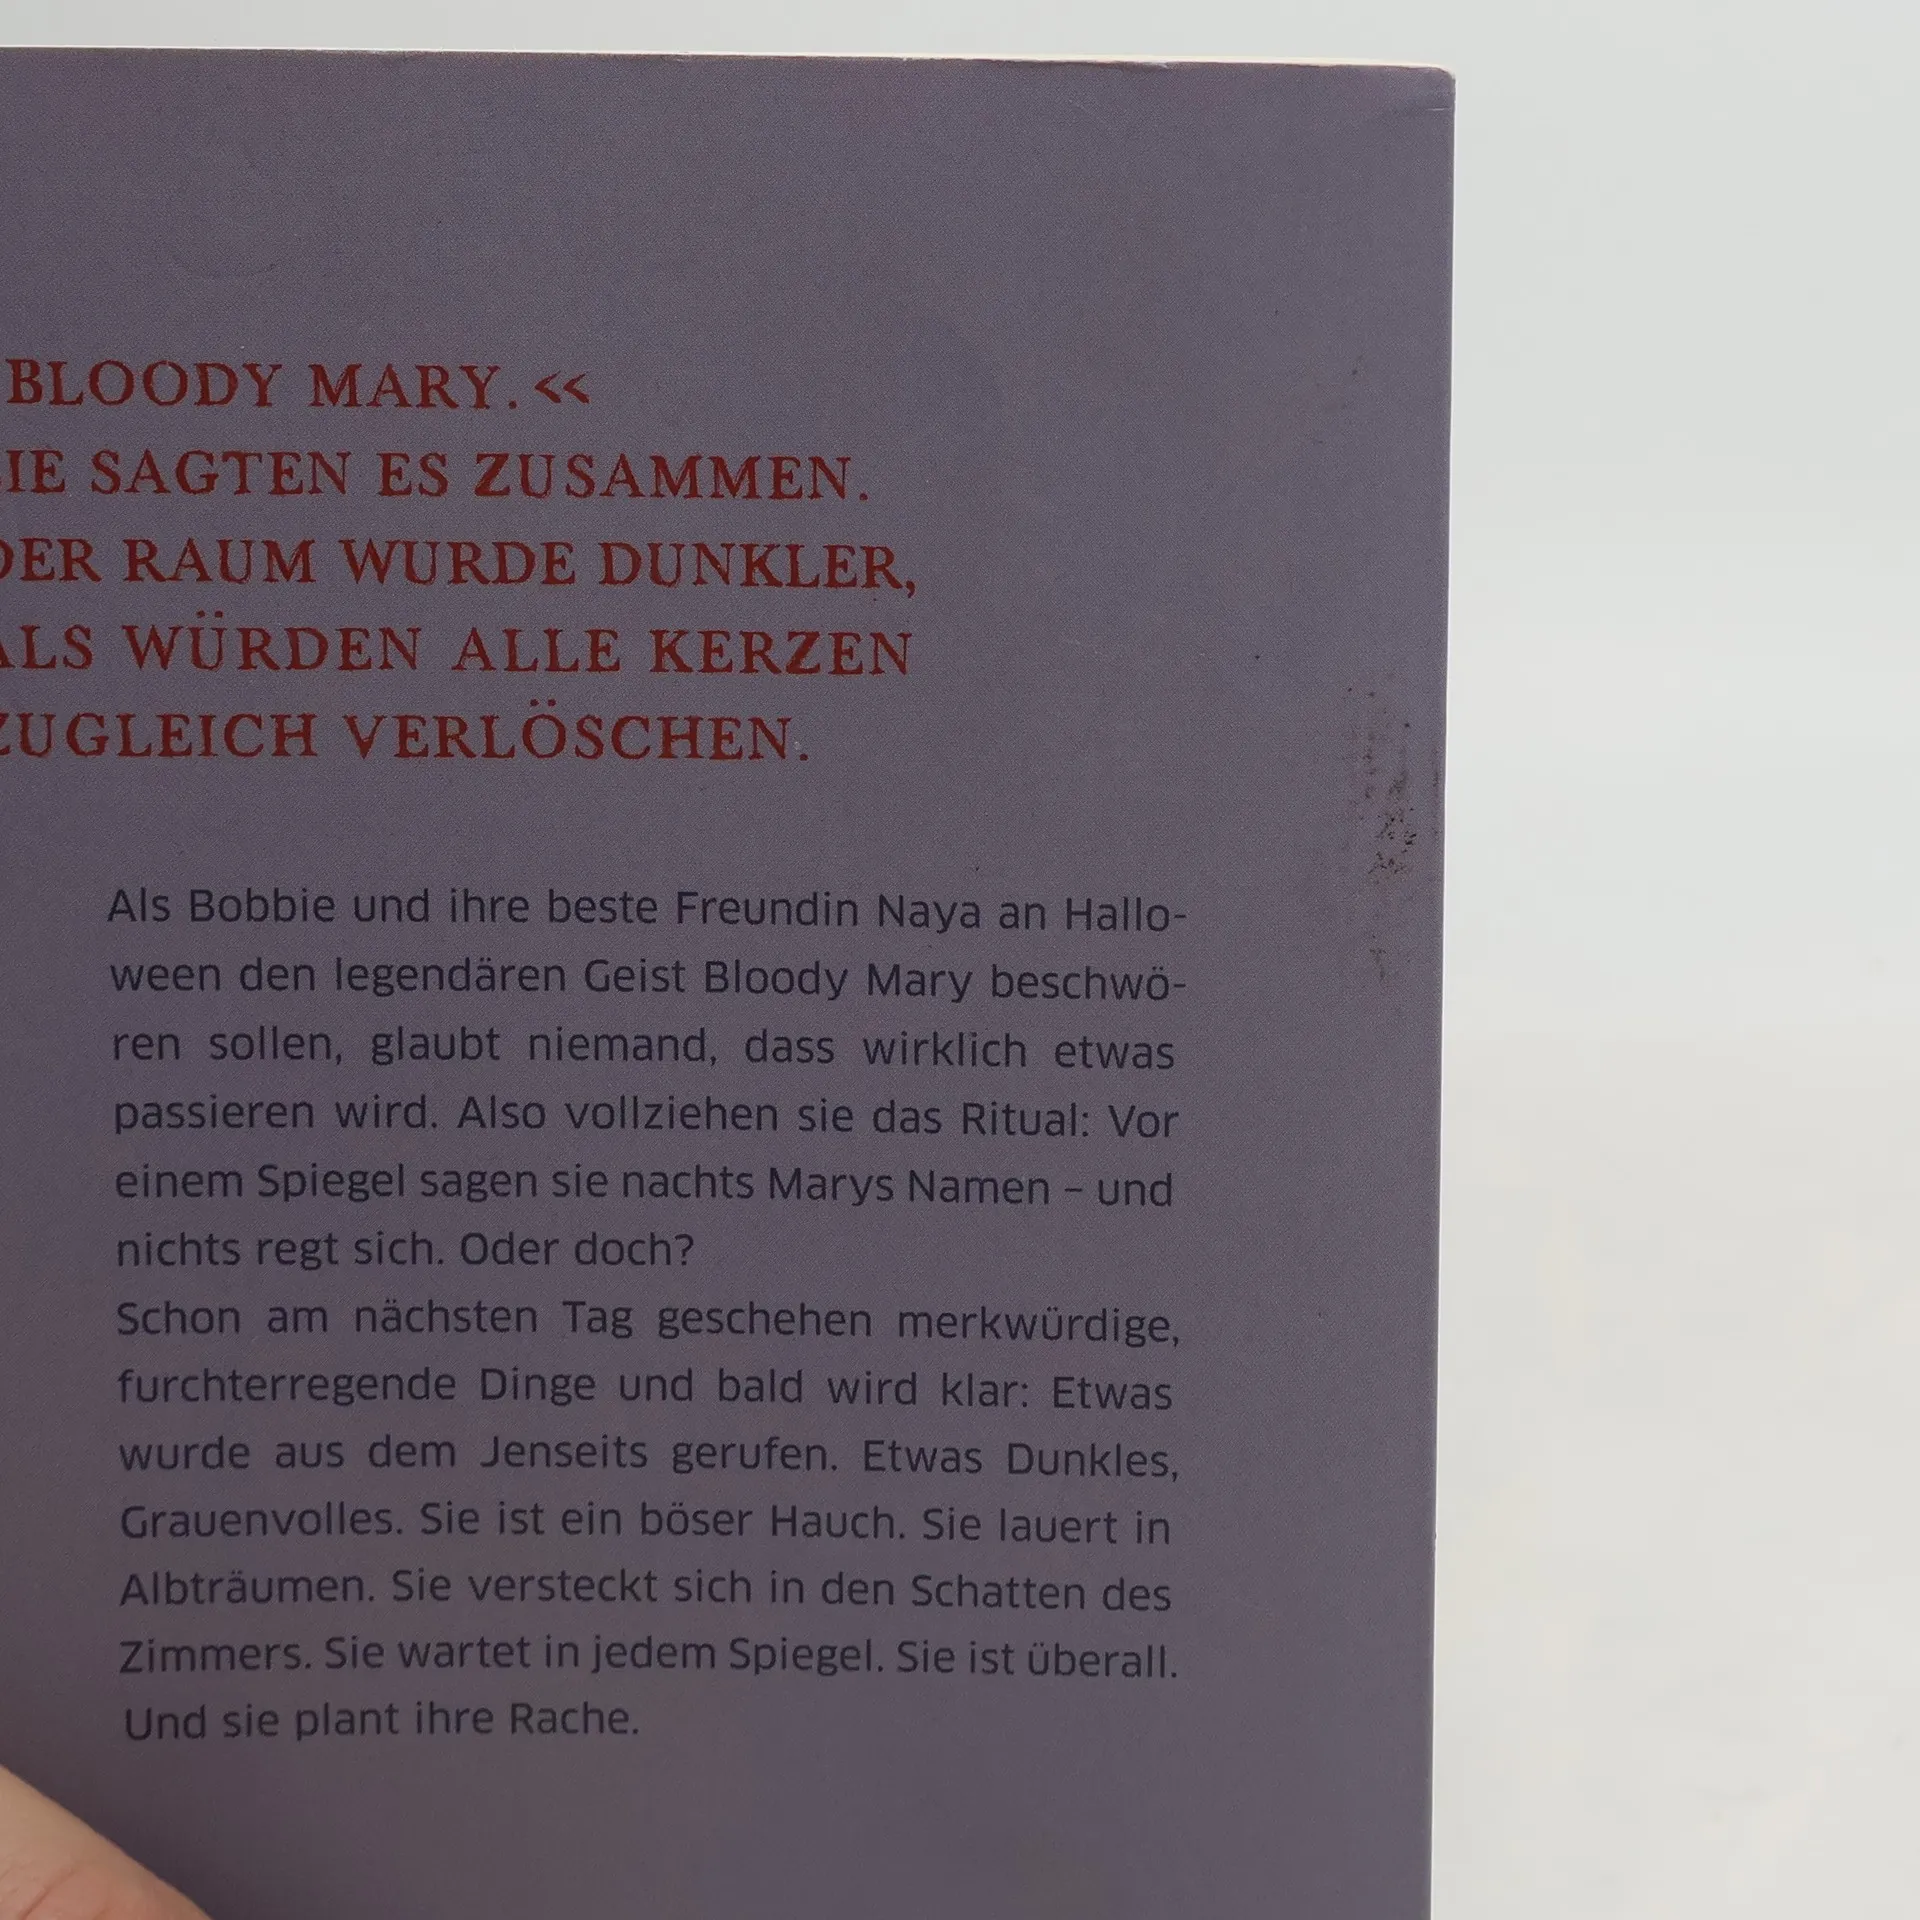 BLOODY MARY.«
SAGTEN ES ZUSAMMEN.
DER RAUM WURDE DUNKLER,
ALS WÜRDEN ALLE KERZEN
ZUGLEICH VERLÖSCHEN.
Als Bobbie und ihre beste Freundin Naya an Hallo-
ween den legendären Geist Bloody Mary beschwö-
ren sollen, glaubt niemand, dass wirklich etwas
passieren wird. Also vollziehen sie das Ritual: Vor
einem Spiegel sagen sie nachts Marys Namen – und
nichts regt sich. Oder doch?
Schon am nächsten Tag geschehen merkwürdige,
furchterregende Dinge und bald wird klar: Etwas
wurde aus dem Jenseits gerufen. Etwas Dunkles,
Grauenvolles. Sie ist ein böser Hauch. Sie lauert in
Albträumen. Sie versteckt sich in den Schatten des
Zimmers. Sie wartet in jedem Spiegel. Sie ist überall.
Und sie plant ihre Rache.